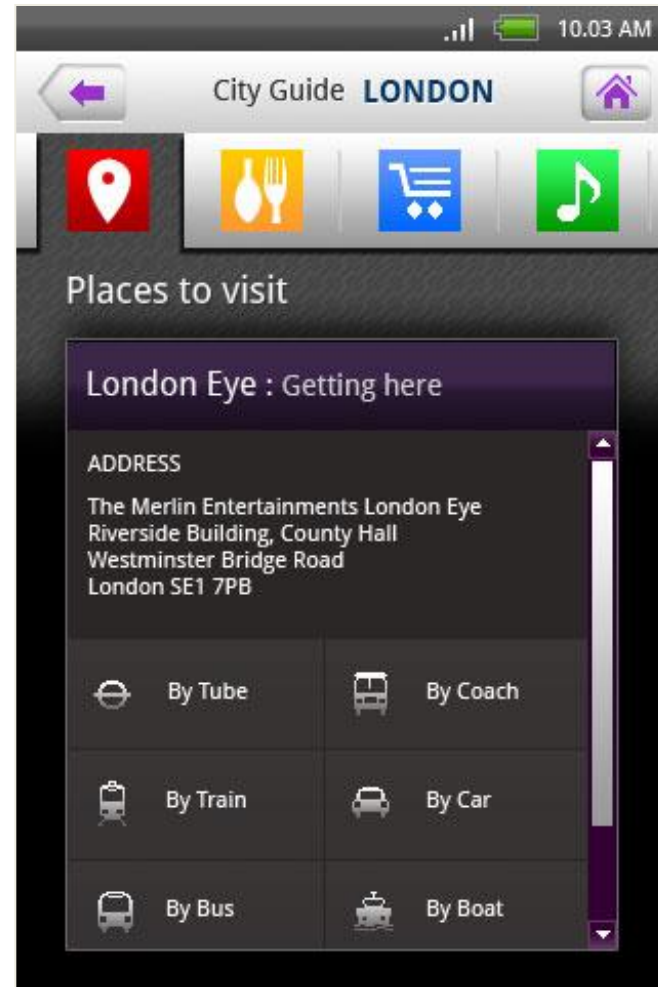 10.03 AM
City Guide LONDON
Places to visit
London Eye : Getting here
ADDRESS
The Merlin Entertainments London Eye
Riverside Building, County Hall
Westminster Bridge Road
London SE1 7PB
By Tube
By Coach
By Train
By Car
By Bus
By Boat